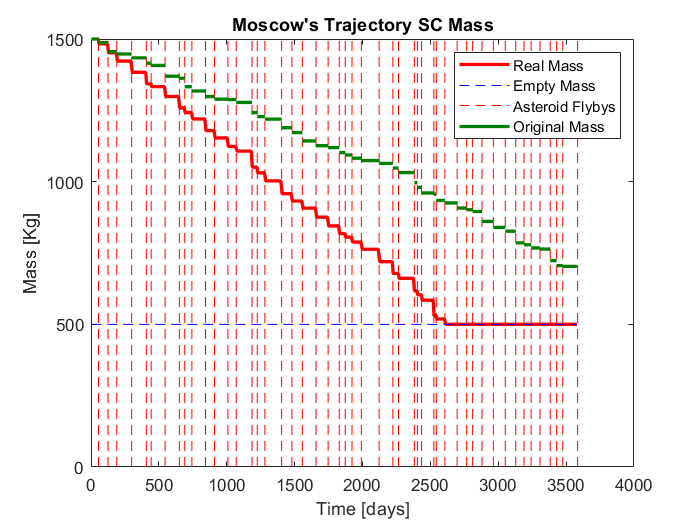 Moscow's Trajectory SC Mass
1500
1000
500
0
Mass [Kg]
Real Mass
Empty Mass
Asteroid Flybys
Original Mass
0 500 1000 1500 2000 2500 3000 3500 4000
Time [days]